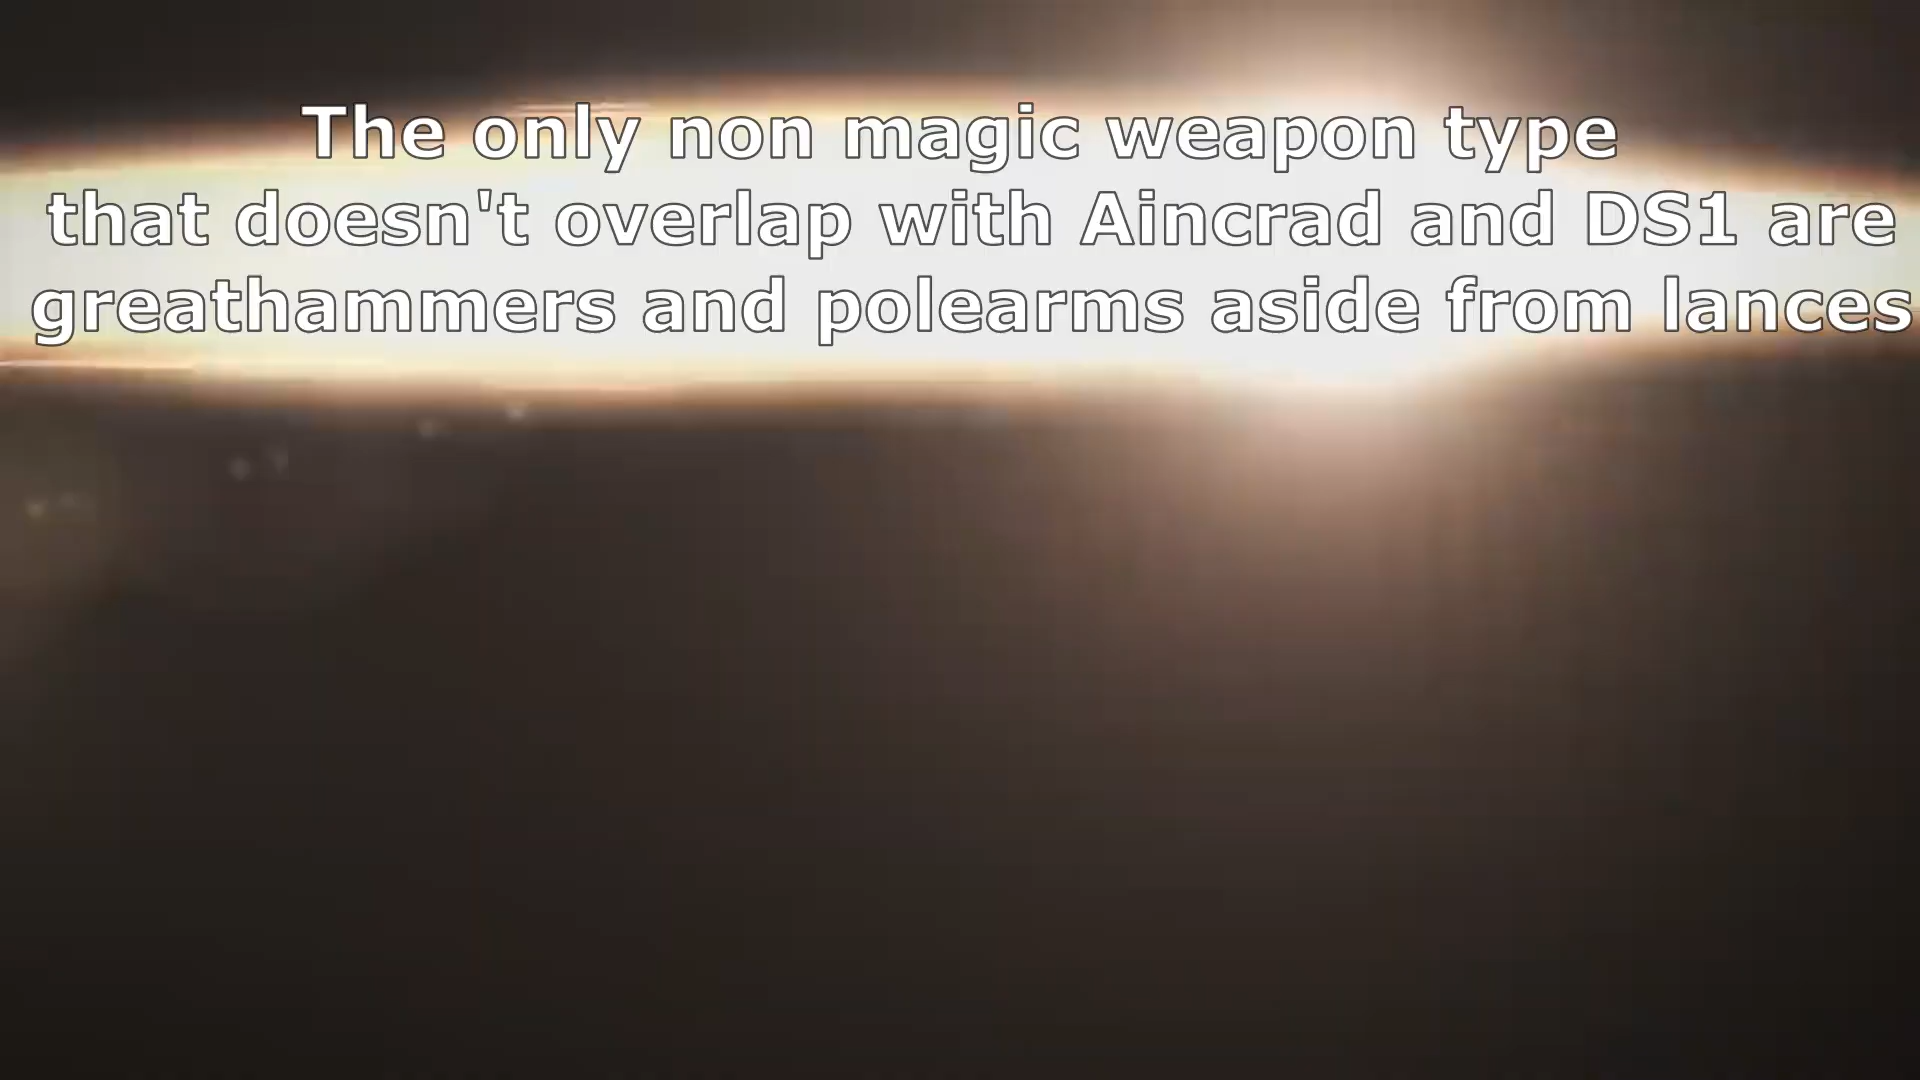 The only non magic weapon type
that doesn't overlap with Aincrad and DS1 are
greathammers and polearms aside from lances